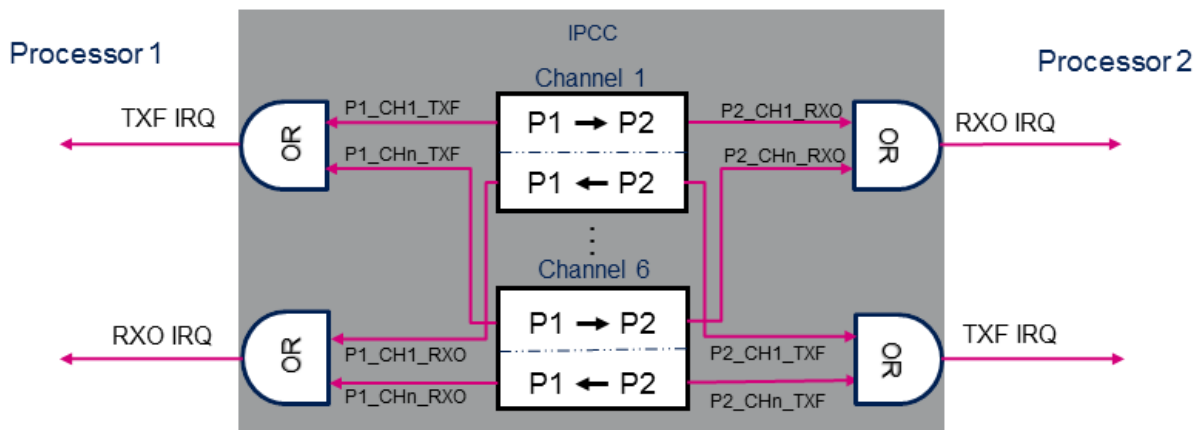 IPCC
Processor 1
Processor 2
Channel 1
TXF IRQ
OR
P1_CH1_TXF
P1_CHn_TXF
P1 → P2
P1 ← P2
P2_CH1_RXO
P2_CHn_RXO
OR
RXO IRQ
⋮
Channel 6
RXO IRQ
OR
P1_CH1_RXO
P1_CHn_RXO
P1 → P2
P1 ← P2
P2_CH1_TXF
P2_CHn_TXF
OR
TXF IRQ